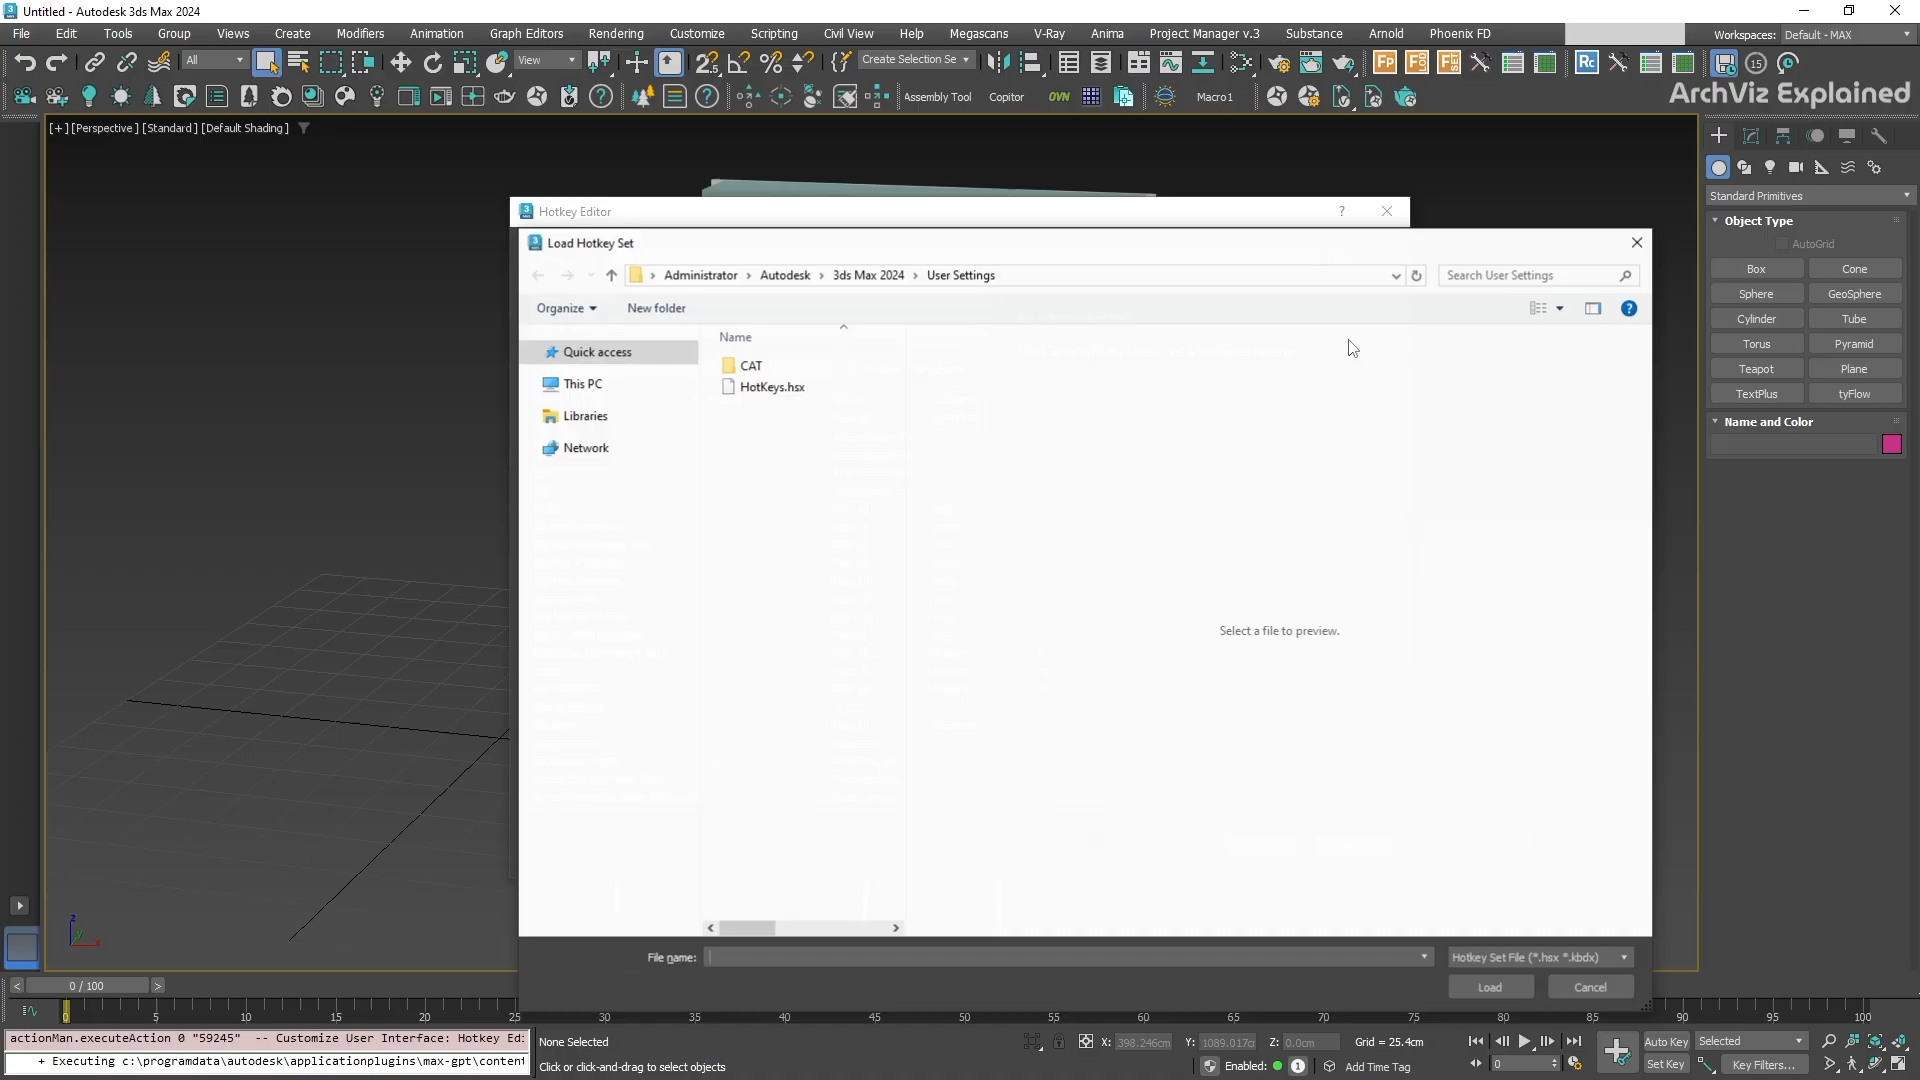 Untitled - Autodesk 3ds Max 2024
File Edit Tools Group Views Create Modifiers Animation Graph Editors Rendering Customize Scripting Civil View Help Megascans V-Ray Anima Project Manager v.3 Substance Arnold Phoenix FD
Workspaces: Default - MAX
All View Create Selection Se
Assembly Tool Copitor OVN Macro1
ArchViz Explained
[+] [Perspective] [Standard] [Default Shading]
Hotkey Editor
Load Hotkey Set
Administrator > Autodesk > 3ds Max 2024 > User Settings
Search User Settings
Organize New folder
Quick access
This PC
Libraries
Network
Name
CAT
HotKeys.hsx
Select a file to preview.
File name:
Hotkey Set File (*.hsx *.kbdx)
Load Cancel
Standard Primitives
Object Type
AutoGrid
Box Cone
Sphere GeoSphere
Cylinder Tube
Torus Pyramid
Teapot Plane
TextPlus tyFlow
Name and Color
0 / 100
0 5 10 15 20 25 30 35 40 45 50 55 60 65 70 75 80 85 90 95 100
actionMan.executeAction 0 "59245" -- Customize User Interface: Hotkey Edi
+ Executing c:\programdata\autodesk\applicationplugins\max-gpt\content
None Selected
Click or click-and-drag to select objects
X: 398.246cm Y: 1089.017cm Z: 0.0cm Grid = 25.4cm
Enabled: 1 Add Time Tag
0
Auto Key Selected
Set Key Key Filters...